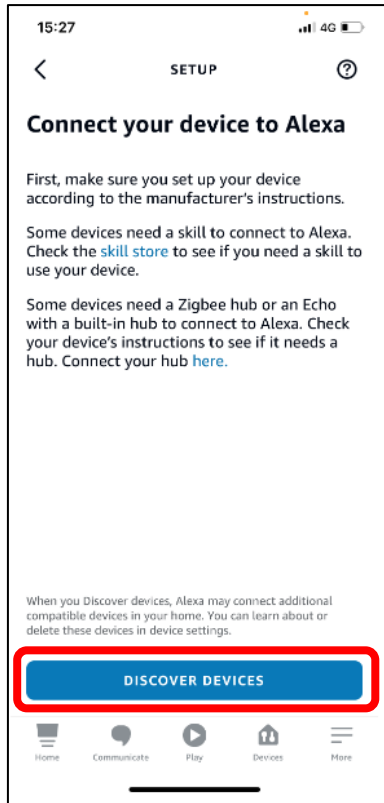 15:27
4G
SETUP
?
Connect your device to Alexa
First, make sure you set up your device
according to the manufacturer's instructions.
Some devices need a skill to connect to Alexa.
Check the skill store to see if you need a skill to
use your device.
Some devices need a Zigbee hub or an Echo
with a built-in hub to connect to Alexa. Check
your device's instructions to see if it needs a
hub. Connect your hub here.
When you Discover devices, Alexa may connect additional
compatible devices in your home. You can learn about or
delete these devices in device settings.
DISCOVER DEVICES
Home Communicate Play Devices More